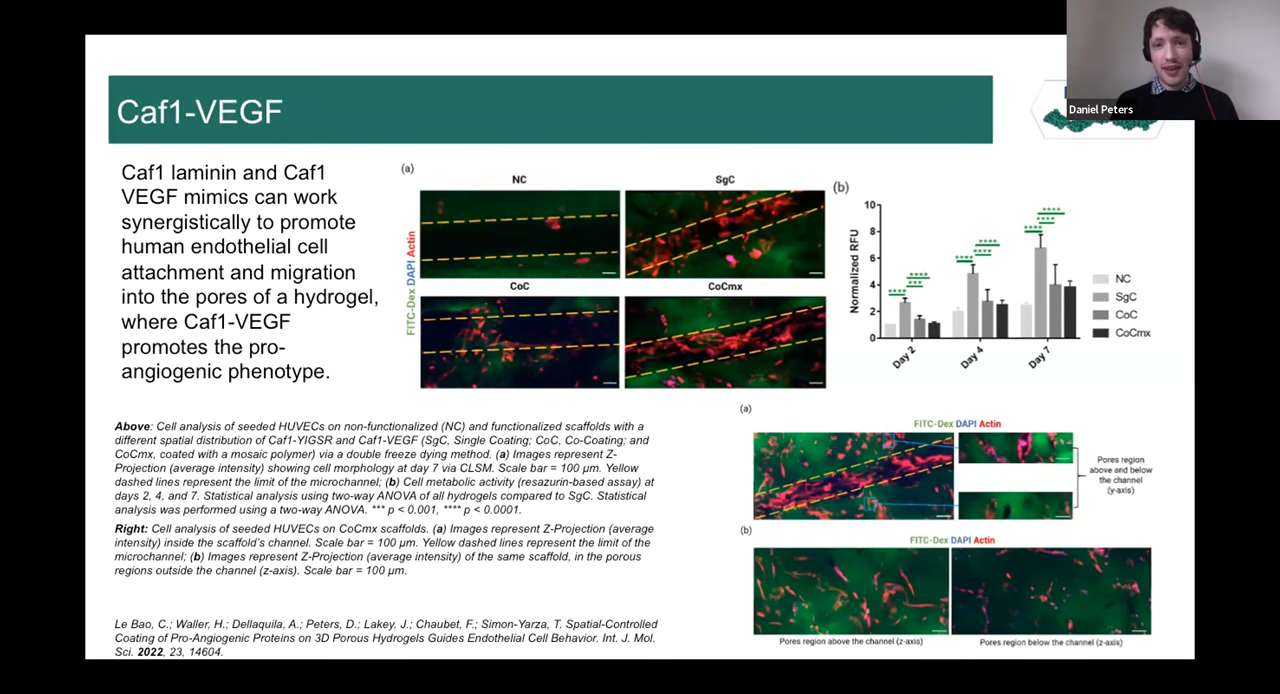 Daniel Peters
Caf1-VEGF
Caf1 laminin and Caf1
VEGF mimics can work
synergistically to promote
human endothelial cell
attachment and migration
into the pores of a hydrogel,
where Caf1-VEGF
promotes the pro-
angiogenic phenotype.
(a)
NC
SgC
CoC
CoCmx
FITC-Dex DAPI Actin
(b)
Normalized RFU
10
8
6
4
2
0
**** **** ***
**** **** ****
**** **** ****
Day 2
Day 4
Day 7
NC
SgC
CoC
CoCmx
Above: Cell analysis of seeded HUVECs on non-functionalized (NC) and functionalized scaffolds with a
different spatial distribution of Caf1-YIGSR and Caf1-VEGF (SgC, Single Coating; CoC, Co-Coating; and
CoCmx, coated with a mosaic polymer) via a double freeze dying method. (a) Images represent Z-
Projection (average intensity) showing cell morphology at day 7 via CLSM. Scale bar = 100 μm. Yellow
dashed lines represent the limit of the microchannel; (b) Cell metabolic activity (resazurin-based assay) at
days 2, 4, and 7. Statistical analysis using two-way ANOVA of all hydrogels compared to SgC. Statistical
analysis was performed using a two-way ANOVA. *** p < 0.001, **** p < 0.0001.
Right: Cell analysis of seeded HUVECs on CoCmx scaffolds. (a) Images represent Z-Projection (average
intensity) inside the scaffold's channel. Scale bar = 100 μm. Yellow dashed lines represent the limit of the
microchannel; (b) Images represent Z-Projection (average intensity) of the same scaffold, in the porous
regions outside the channel (z-axis). Scale bar = 100 μm.
Le Bao, C.; Waller, H.; Dellaquila, A.; Peters, D.; Lakey, J.; Chaubet, F.; Simon-Yarza, T. Spatial-Controlled
Coating of Pro-Angiogenic Proteins on 3D Porous Hydrogels Guides Endothelial Cell Behavior. Int. J. Mol.
Sci. 2022, 23, 14604.
(a)
FITC-Dex DAPI Actin
Pores region
above and below
the channel
(y-axis)
(b)
FITC-Dex DAPI Actin
Pores region above the channel (z-axis)
Pores region below the channel (z-axis)